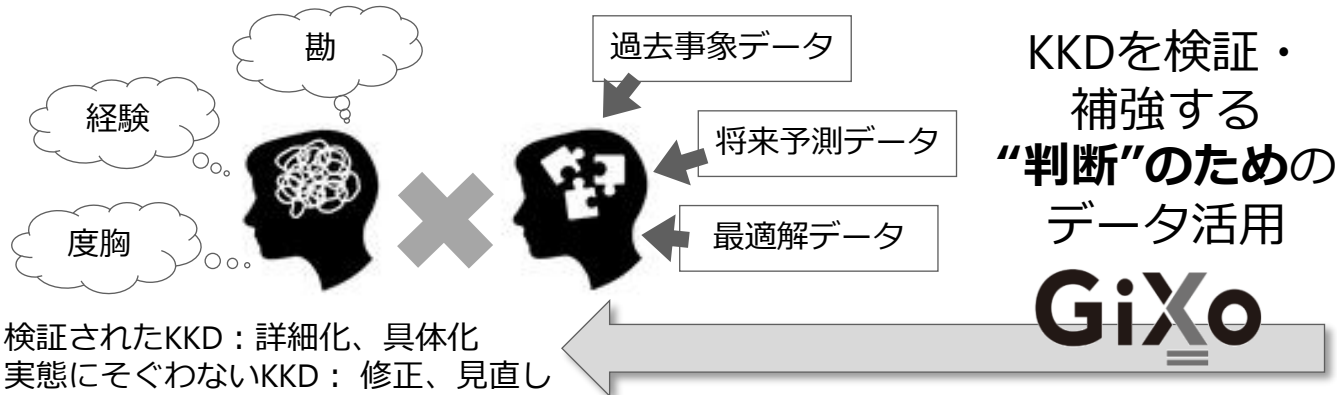 勘
経験
度胸
過去事象データ
将来予測データ
最適解データ
KKDを検証・
補強する
“判断”のための
データ活用
GiXo
検証されたKKD：詳細化、具体化
実態にそぐわないKKD： 修正、見直し